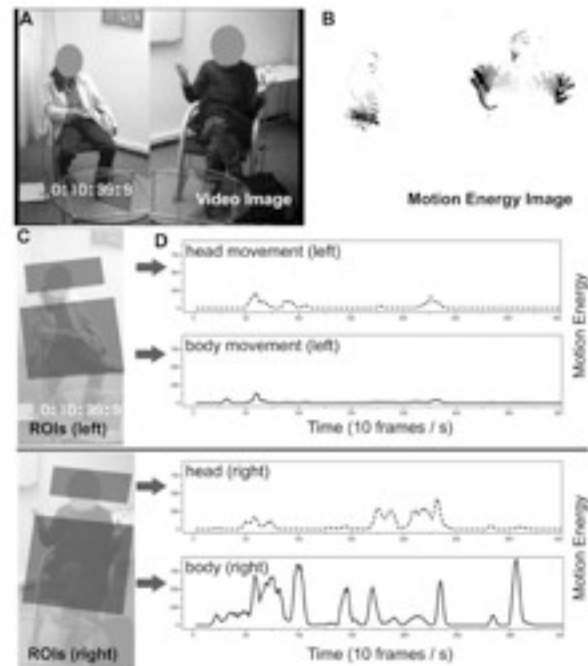 A
B
0:10:39:9
Video Image
Motion Energy Image
C
D
head movement (left)
body movement (left)
Motion Energy
0:10:39:9
ROIs (left)
Time (10 frames / s)
head (right)
body (right)
Motion Energy
ROIs (right)
Time (10 frames / s)